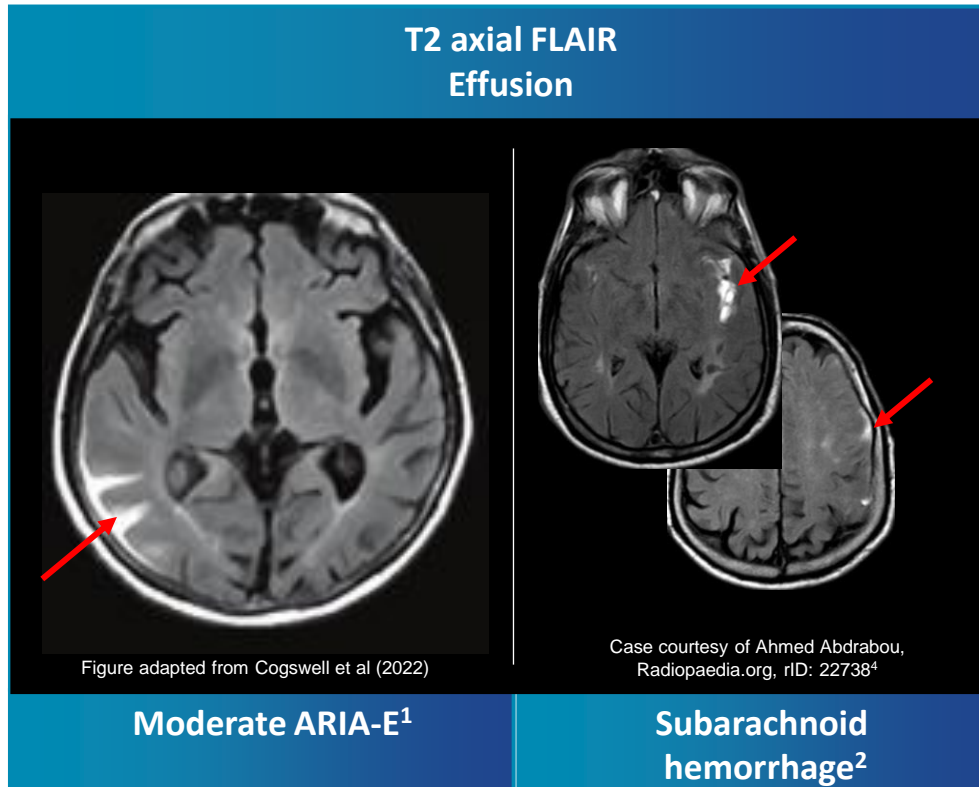 T2 axial FLAIR
Effusion
Figure adapted from Cogswell et al (2022)
Case courtesy of Ahmed Abdrabou,
Radiopaedia.org, rID: 22738⁴
Moderate ARIA-E¹
Subarachnoid
hemorrhage²